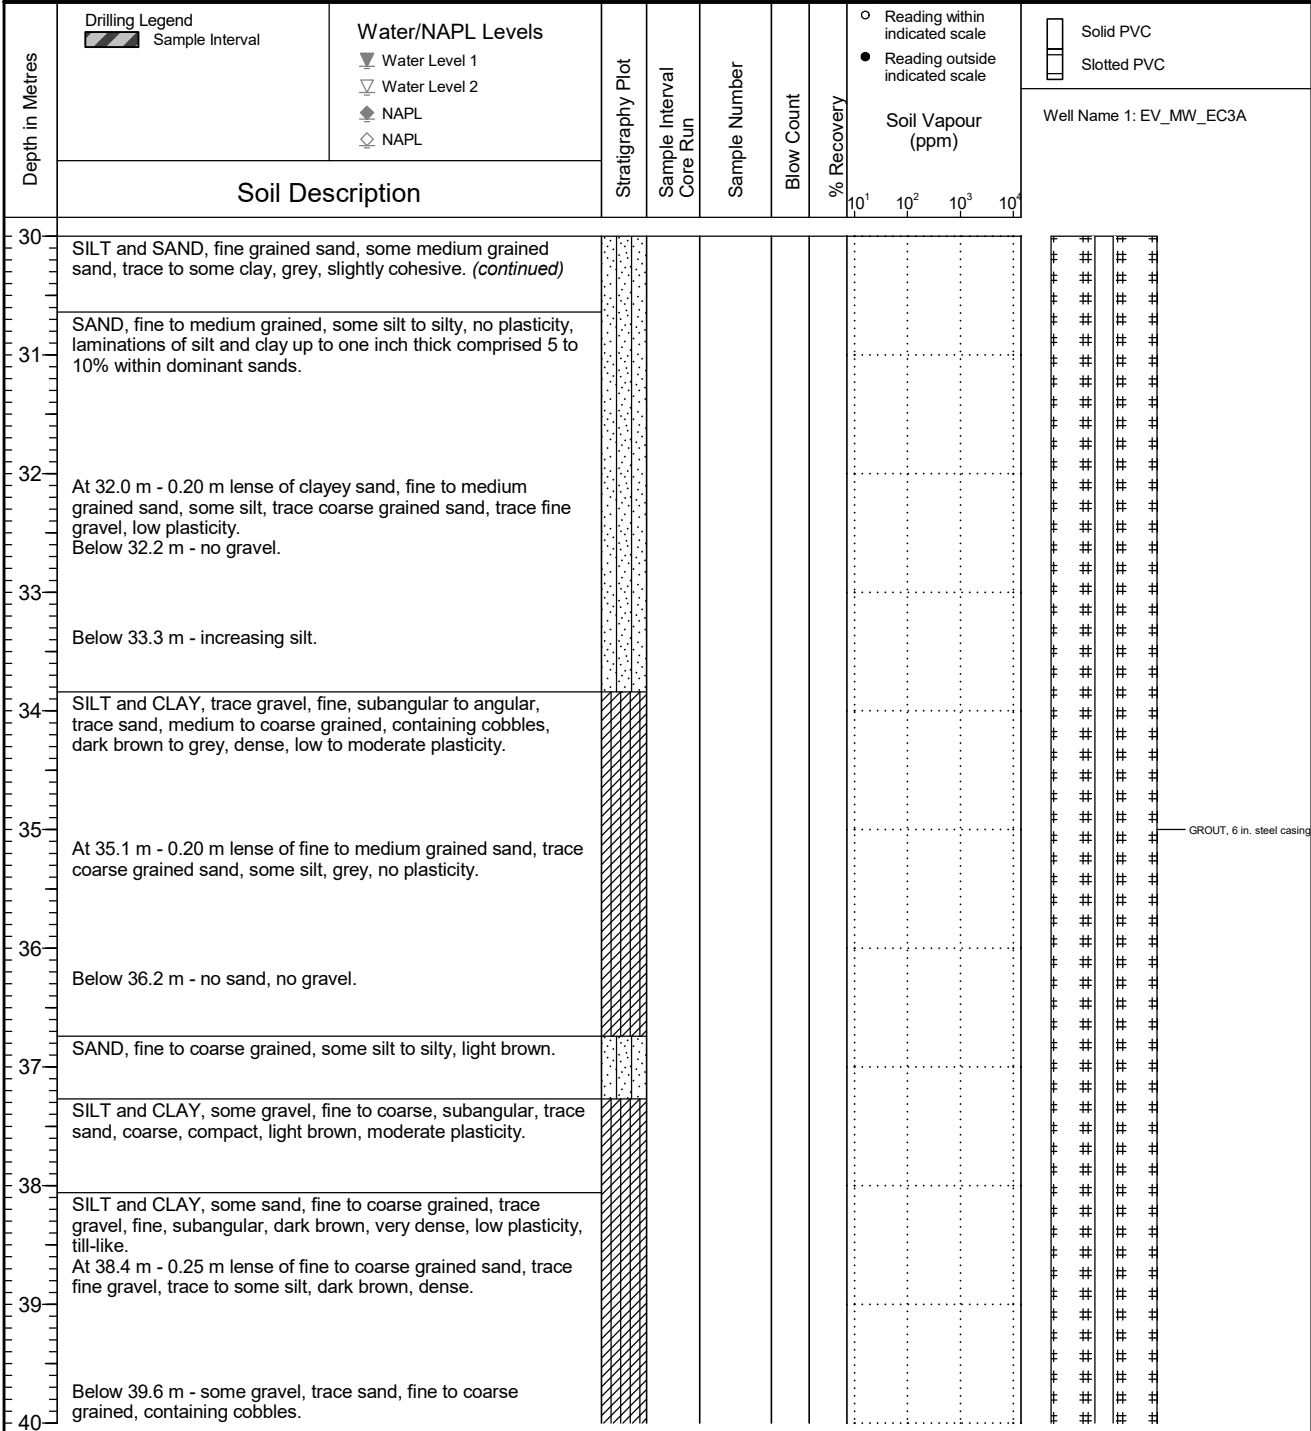 Drilling Legend
Sample Interval
Water/NAPL Levels
Water Level 1
Water Level 2
NAPL
NAPL
Depth in Metres
Soil Description
Stratigraphy Plot
Sample Interval
Core Run
Sample Number
Blow Count
% Recovery
Reading within
indicated scale
Reading outside
indicated scale
Soil Vapour
(ppm)
10¹ 10² 10³ 10⁴
Solid PVC
Slotted PVC
Well Name 1: EV_MW_EC3A
30
SILT and SAND, fine grained sand, some medium grained
sand, trace to some clay, grey, slightly cohesive. (continued)
SAND, fine to medium grained, some silt to silty, no plasticity,
31
laminations of silt and clay up to one inch thick comprised 5 to
10% within dominant sands.
32
At 32.0 m - 0.20 m lense of clayey sand, fine to medium
grained sand, some silt, trace coarse grained sand, trace fine
gravel, low plasticity.
Below 32.2 m - no gravel.
33
Below 33.3 m - increasing silt.
34
SILT and CLAY, trace gravel, fine, subangular to angular,
trace sand, medium to coarse grained, containing cobbles,
dark brown to grey, dense, low to moderate plasticity.
35
GROUT, 6 in. steel casing
At 35.1 m - 0.20 m lense of fine to medium grained sand, trace
coarse grained sand, some silt, grey, no plasticity.
36
Below 36.2 m - no sand, no gravel.
SAND, fine to coarse grained, some silt to silty, light brown.
37
SILT and CLAY, some gravel, fine to coarse, subangular, trace
sand, coarse, compact, light brown, moderate plasticity.
38
SILT and CLAY, some sand, fine to coarse grained, trace
gravel, fine, subangular, dark brown, very dense, low plasticity,
till-like.
At 38.4 m - 0.25 m lense of fine to coarse grained sand, trace
fine gravel, trace to some silt, dark brown, dense.
39
Below 39.6 m - some gravel, trace sand, fine to coarse
grained, containing cobbles.
40